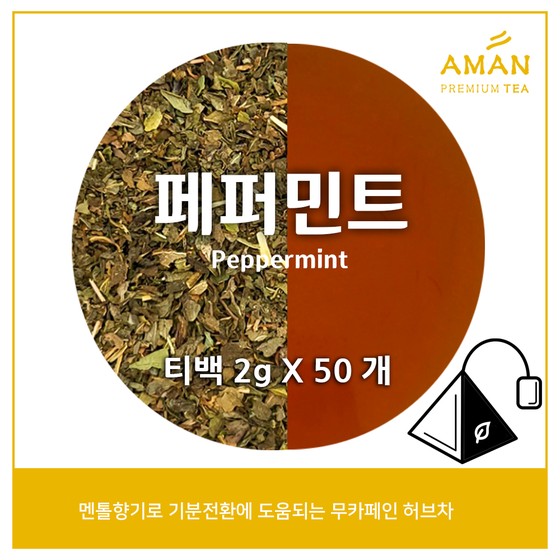 AMAN
PREMIUM TEA
페퍼민트
Peppermint
티백 2g X 50 개
멘톨향기로 기분전환에 도움되는 무카페인 허브차